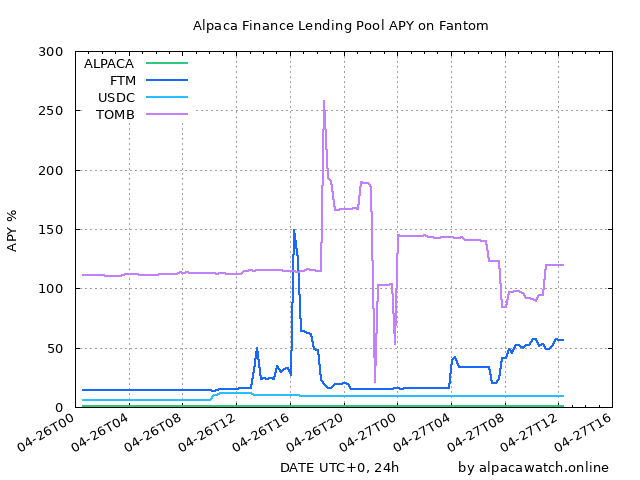 Alpaca Finance Lending Pool APY on Fantom
300
250
200
150
100
50
0
APY %
ALPACA
FTM
USDC
TOMB
04-26T00
04-26T04
04-26T08
04-26T12
04-26T16
04-26T20
04-27T00
04-27T04
04-27T08
04-27T12
04-27T16
DATE UTC+0, 24h
by alpacawatch.online